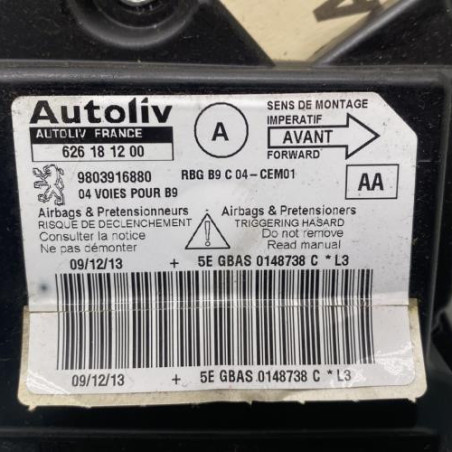 Autoliv
AUTOLIV FRANCE
626 18 12 00
A
SENS DE MONTAGE
IMPERATIF
AVANT
FORWARD
9803916880
04 VOIES POUR B9
RBG B9 C 04-CEM01
AA
Airbags & Pretensionneurs
RISQUE DE DECLENCHEMENT
Consulter la notice
Ne pas démonter
Airbags & Pretensioners
TRIGGERING HASARD
Do not remove
Read manual
09/12/13 + 5E GBAS 0148738 C * L3
09/12/13 + 5E GBAS 0148738 C * L3